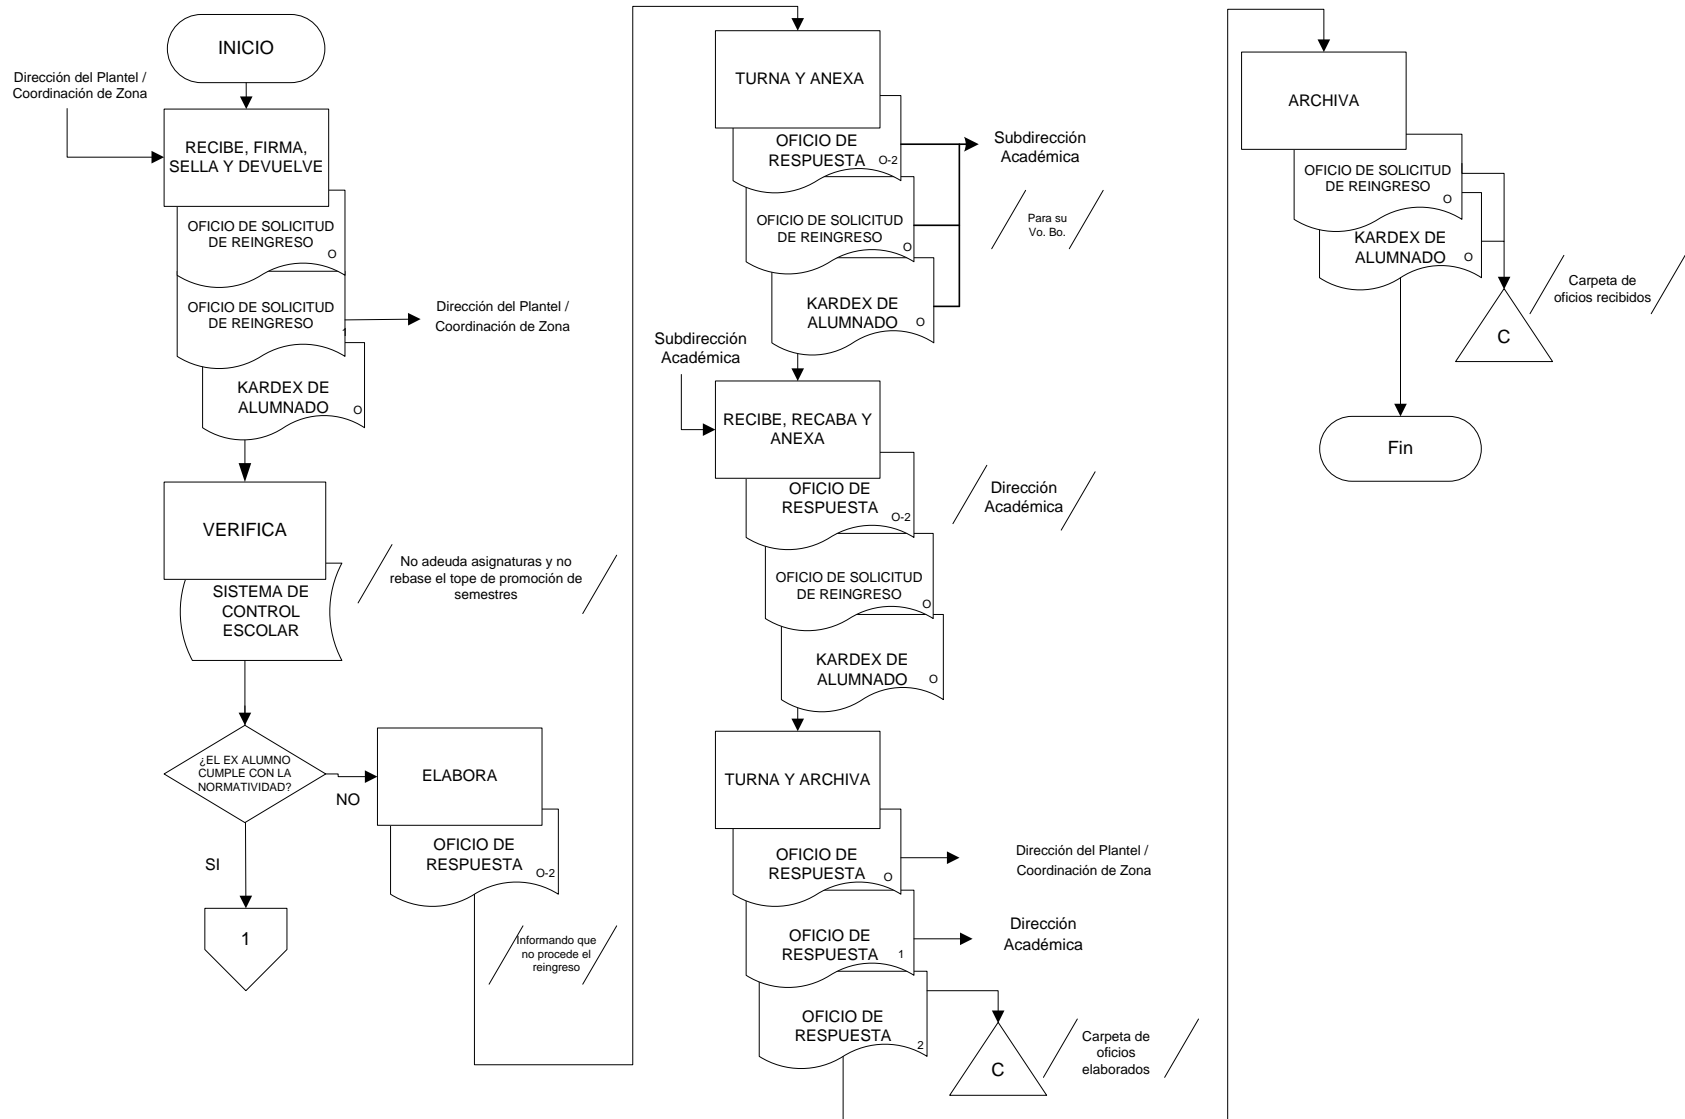 INICIO
Dirección del Plantel /
Coordinación de Zona
RECIBE, FIRMA,
SELLA Y DEVUELVE
OFICIO DE SOLICITUD
DE REINGRESO
O
OFICIO DE SOLICITUD
DE REINGRESO
1
Dirección del Plantel /
Coordinación de Zona
KARDEX DE
ALUMNADO
O
VERIFICA
SISTEMA DE
CONTROL
ESCOLAR
No adeuda asignaturas y no
rebase el tope de promoción de
semestres
¿EL EX ALUMNO
CUMPLE CON LA
NORMATIVIDAD?
NO
SI
1
ELABORA
OFICIO DE
RESPUESTA
O-2
Informando que
no procede el
reingreso
TURNA Y ANEXA
OFICIO DE
RESPUESTA
O-2
Subdirección
Académica
OFICIO DE SOLICITUD
DE REINGRESO
O
Para su
Vo. Bo.
KARDEX DE
ALUMNADO
O
Subdirección
Académica
RECIBE, RECABA Y
ANEXA
OFICIO DE
RESPUESTA
O-2
Dirección
Académica
OFICIO DE SOLICITUD
DE REINGRESO
O
KARDEX DE
ALUMNADO
O
TURNA Y ARCHIVA
OFICIO DE
RESPUESTA
O
Dirección del Plantel /
Coordinación de Zona
OFICIO DE
RESPUESTA
1
Dirección
Académica
OFICIO DE
RESPUESTA
2
C
Carpeta de
oficios
elaborados
ARCHIVA
OFICIO DE SOLICITUD
DE REINGRESO
O
KARDEX DE
ALUMNADO
O
C
Carpeta de
oficios recibidos
Fin